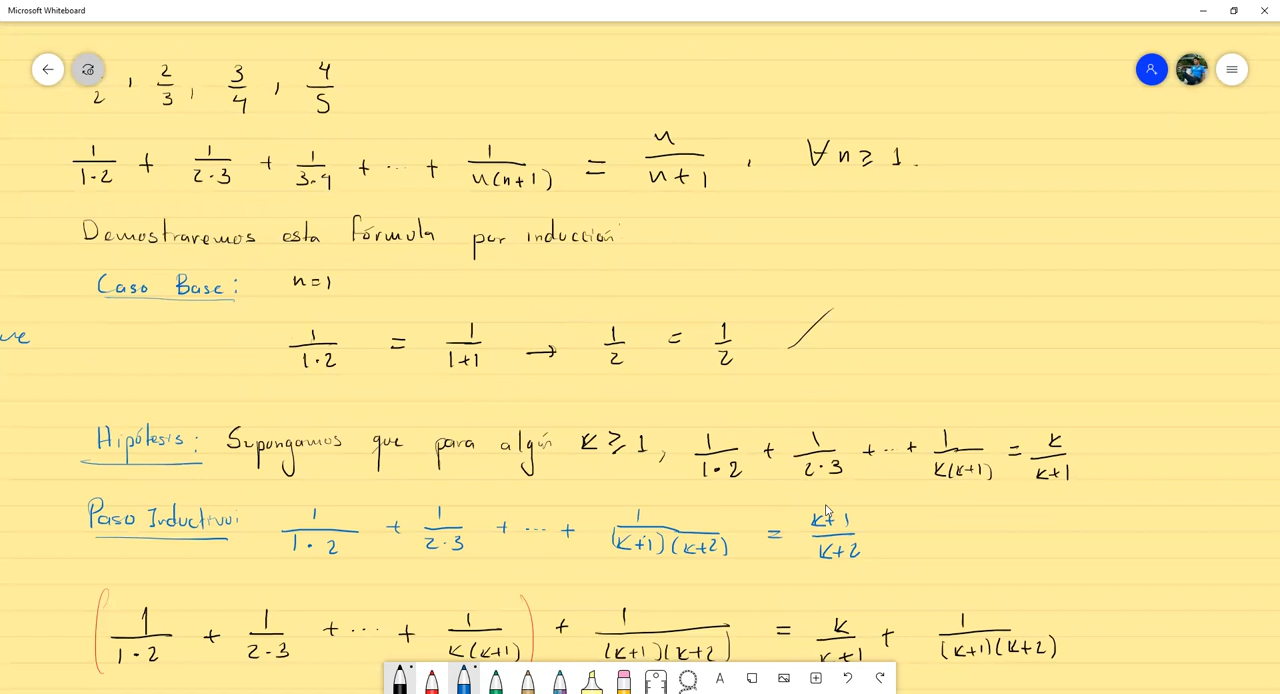 Microsoft Whiteboard
2 , 2/3 , 3/4 , 4/5
1/(1·2) + 1/(2·3) + 1/(3·4) + ... + 1/(n(n+1)) = n/(n+1) , ∀ n ≥ 1.
Demostraremos esta fórmula por inducción:
Caso Base: n=1
1/(1·2) = 1/(1+1) → 1/2 = 1/2
Hipótesis: Supongamos que para algún k ≥ 1, 1/(1·2) + 1/(2·3) + ... + 1/(k(k+1)) = k/(k+1)
Paso Inductivo: 1/(1·2) + 1/(2·3) + ... + 1/((k+1)(k+2)) = (k+1)/(k+2)
(1/(1·2) + 1/(2·3) + ... + 1/(k(k+1))) + 1/((k+1)(k+2)) = k/(k+1) + 1/((k+1)(k+2))
A